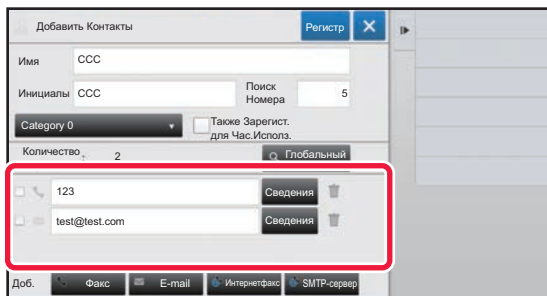 Добавить Контакты Регистр
Имя CCC
Инициалы CCC Поиск Номера 5
Category 0 Также Зарегист. для Час.Исполз.
Количество: 2 Глобальный
123 Сведения
test@test.com Сведения
Доб. Факс E-mail Интернетфакс SMTP-сервер